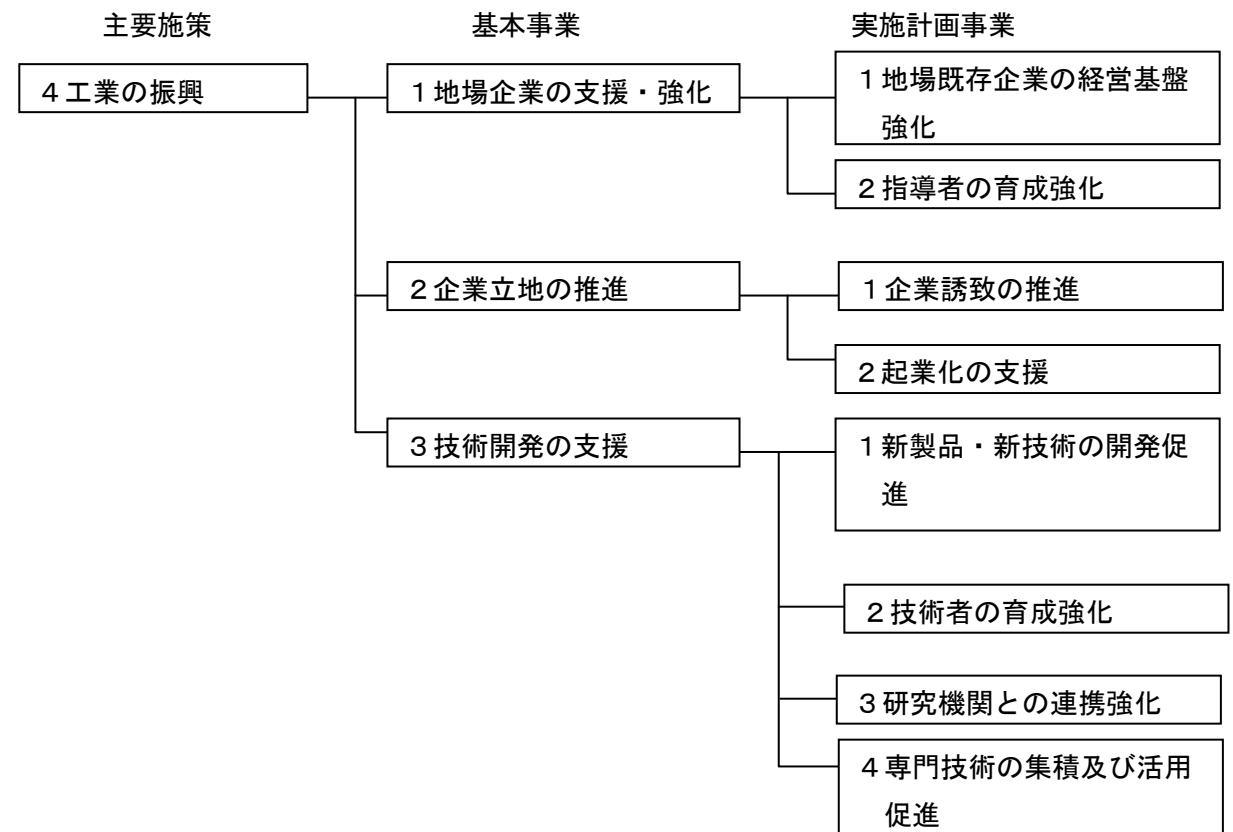 主要施策 基本事業 実施計画事業
4工業の振興
1地場企業の支援・強化
1地場既存企業の経営基盤
強化
2指導者の育成強化
2企業立地の推進
1企業誘致の推進
2起業化の支援
3技術開発の支援
1新製品・新技術の開発促
進
2技術者の育成強化
3研究機関との連携強化
4専門技術の集積及び活用
促進